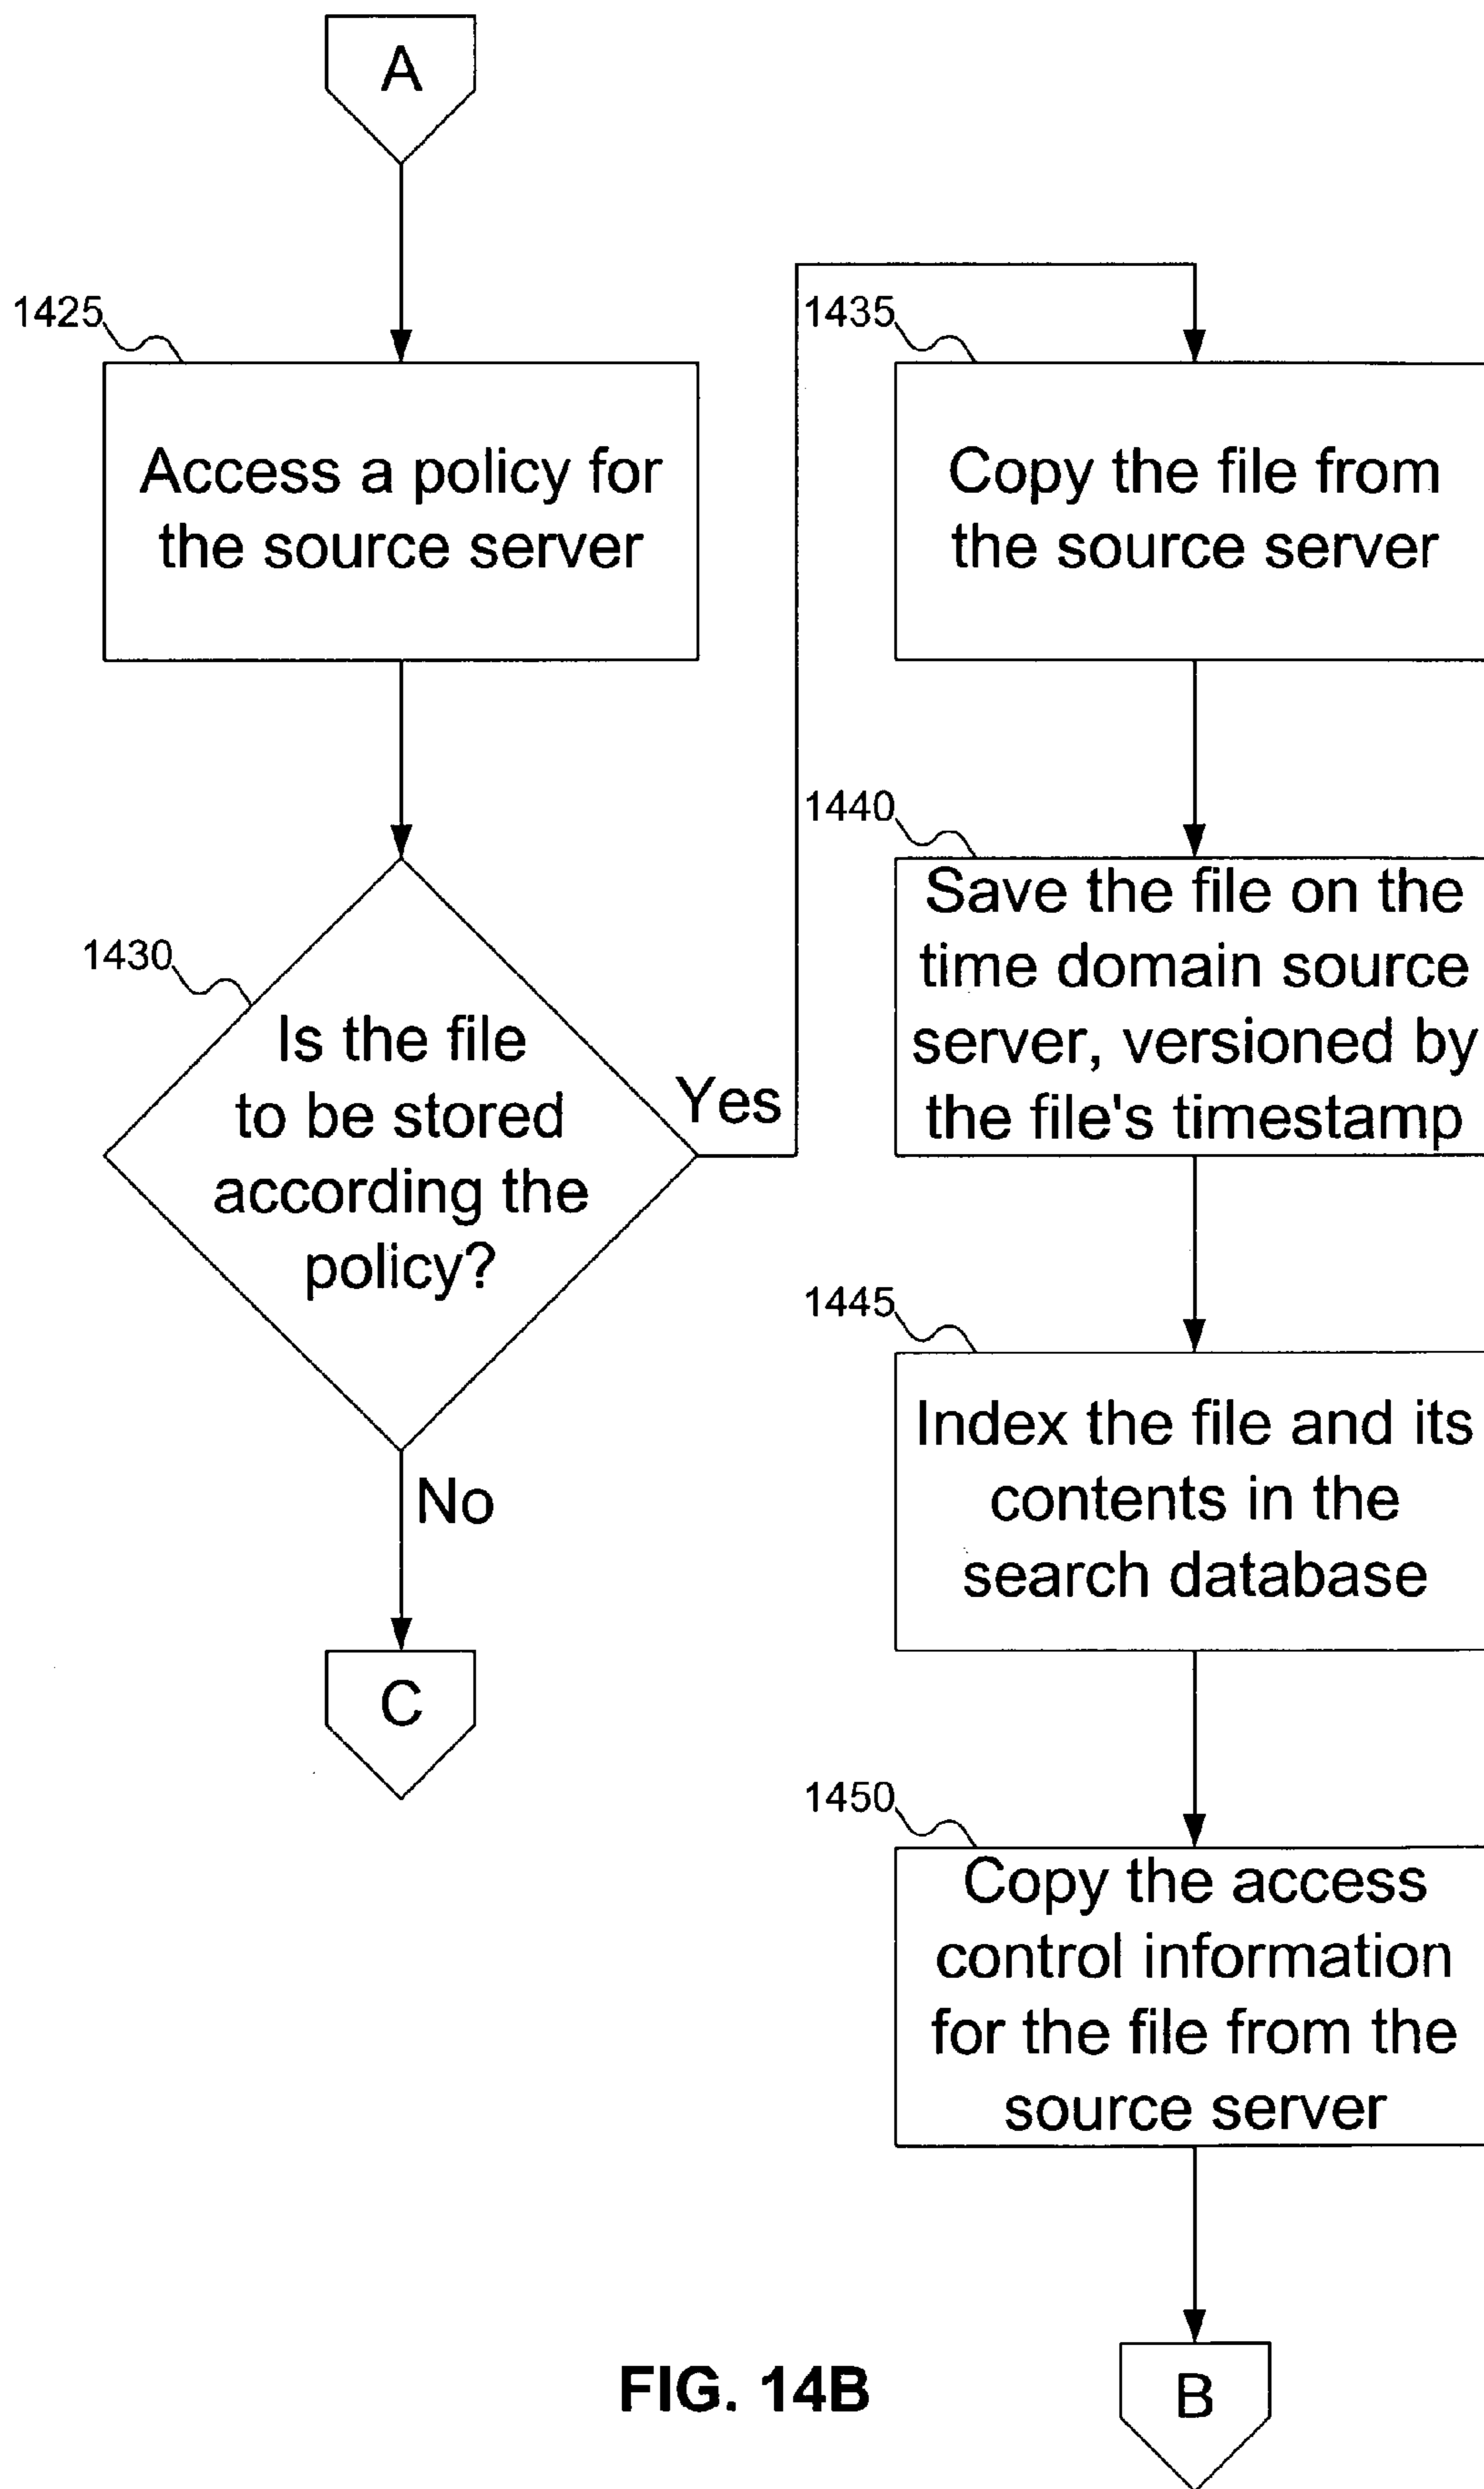 A
1425
Access a policy for
the source server
1430
Is the file
to be stored
according the
policy?
Yes
No
C
1435
Copy the file from
the source server
1440
Save the file on the
time domain source
server, versioned by
the file's timestamp
1445
Index the file and its
contents in the
search database
1450
Copy the access
control information
for the file from the
source server
B
FIG. 14B